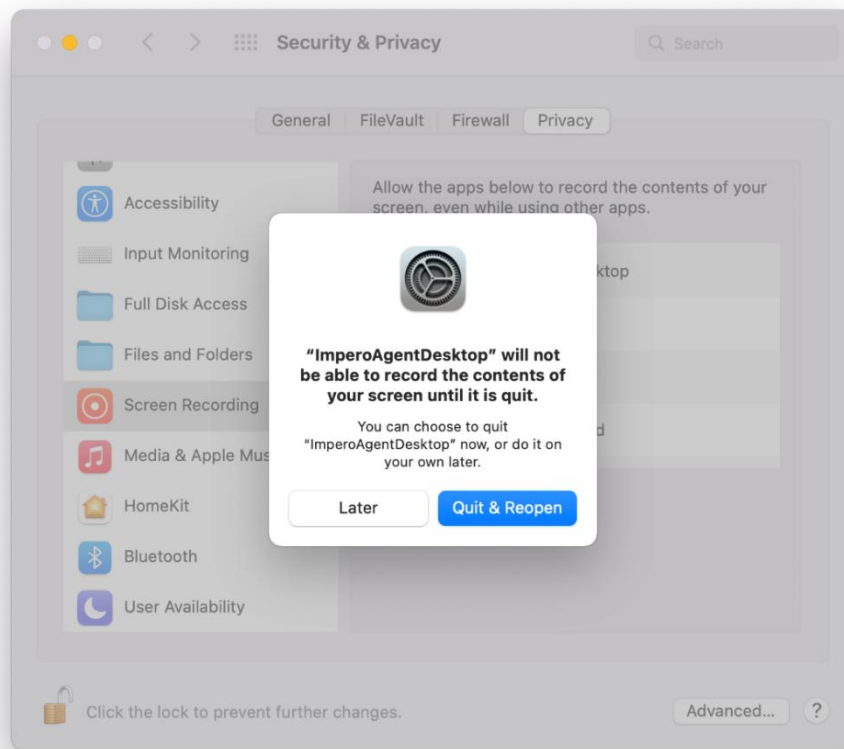 Security & Privacy
Search
General FileVault Firewall Privacy
Accessibility
Input Monitoring
Full Disk Access
Files and Folders
Screen Recording
Media & Apple Mus
HomeKit
Bluetooth
User Availability
Allow the apps below to record the contents of your
screen, even while using other apps.
ktop
d
“ImperoAgentDesktop” will not
be able to record the contents of
your screen until it is quit.
You can choose to quit
“ImperoAgentDesktop” now, or do it on
your own later.
Later Quit & Reopen
Click the lock to prevent further changes.
Advanced... ?